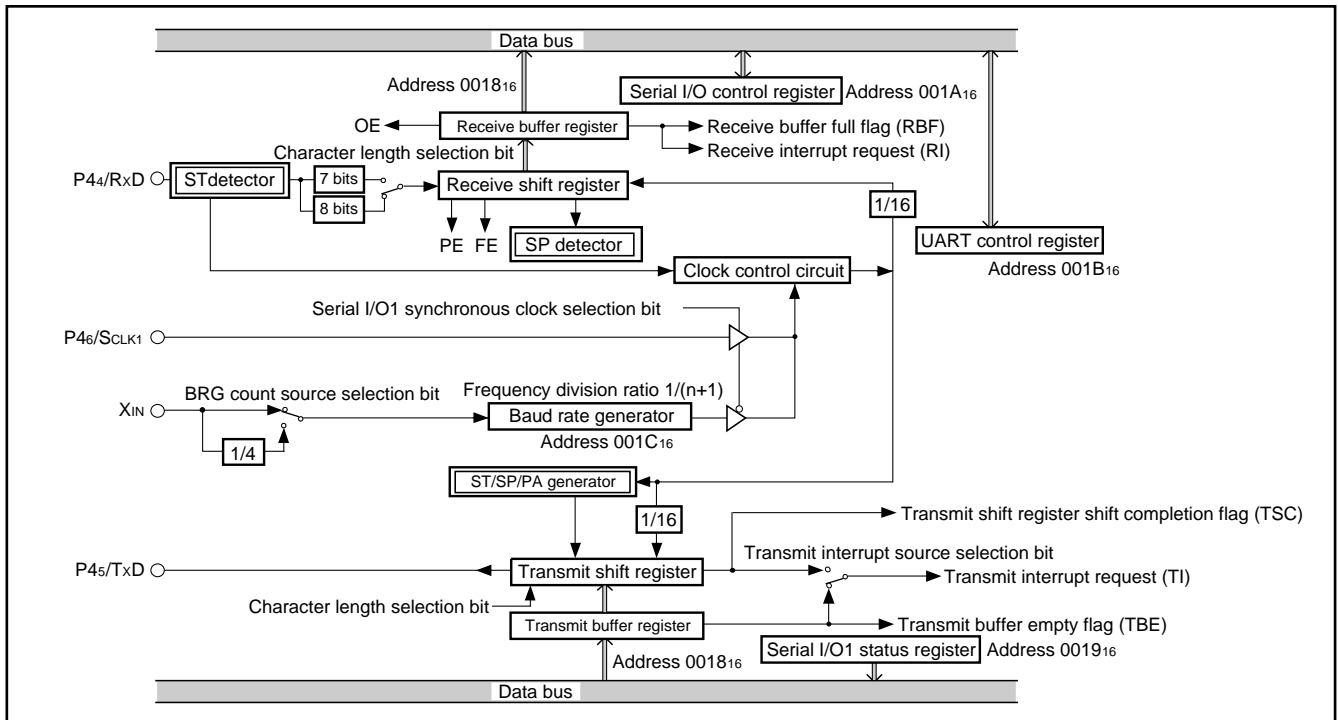 Data bus
Address 001816
Serial I/O control register Address 001A16
OE Receive buffer register Receive buffer full flag (RBF)
Receive interrupt request (RI)
Character length selection bit
P44/RXD STdetector 7 bits Receive shift register
8 bits
1/16
PE FE SP detector
UART control register
Address 001B16
Clock control circuit
Serial I/O1 synchronous clock selection bit
P46/SCLK1
BRG count source selection bit Frequency division ratio 1/(n+1)
XIN Baud rate generator
Address 001C16
1/4
ST/SP/PA generator
1/16
Transmit shift register shift completion flag (TSC)
Transmit interrupt source selection bit
P45/TXD Transmit shift register Transmit interrupt request (TI)
Character length selection bit
Transmit buffer register Transmit buffer empty flag (TBE)
Address 001816 Serial I/O1 status register Address 001916
Data bus